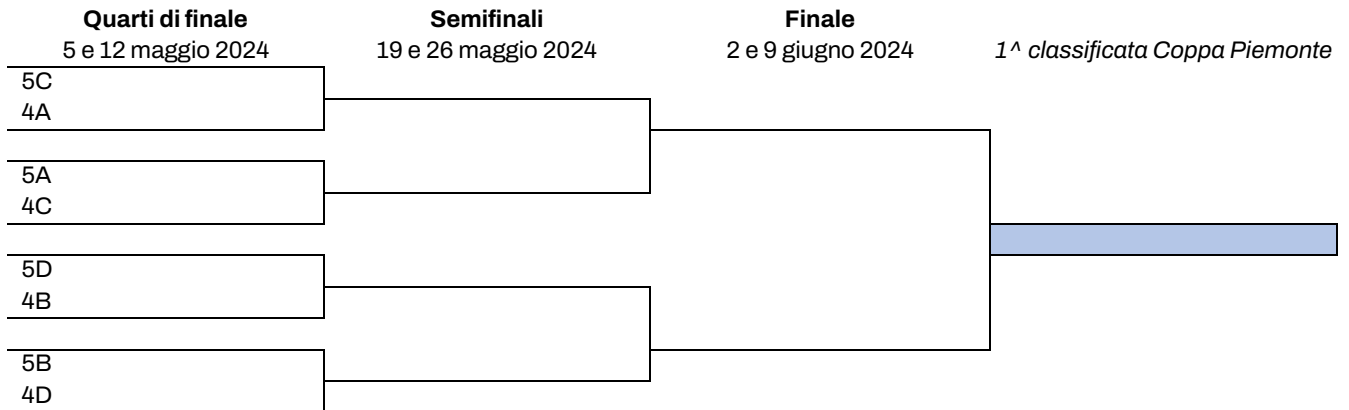 Quarti di finale Semifinali Finale
5 e 12 maggio 2024 19 e 26 maggio 2024 2 e 9 giugno 2024 1^ classificata Coppa Piemonte
5C
4A
5A
4C
5D
4B
5B
4D